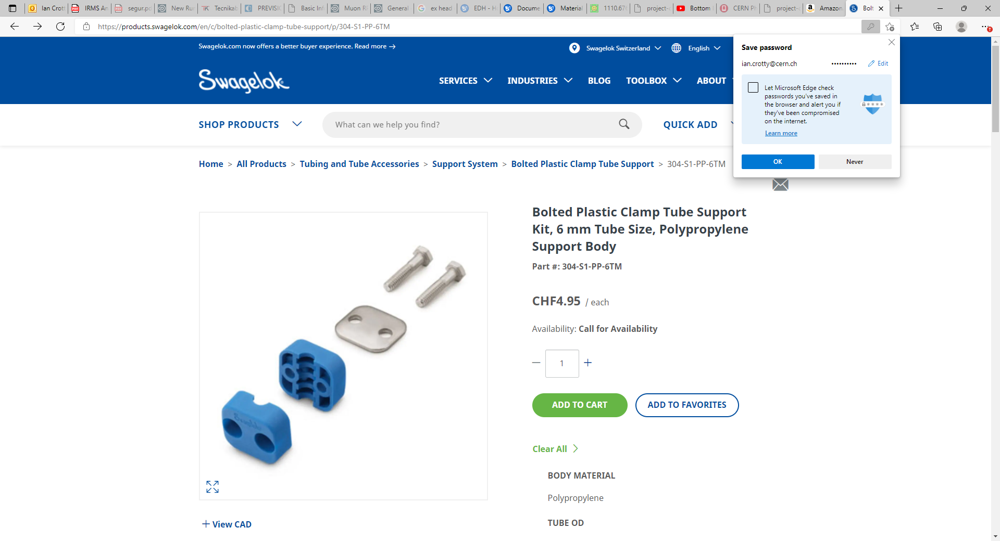 Ian Crott
IRMS An
segur.pd
New Rur
Tecnikab
PREVISIO
Basic Inf
Muon RP
General
ex head
EDH - H
Docume
Material
1110.670
project-c
Bottom
CERN Ph
project-c
Amazon.
Bolt
https://products.swagelok.com/en/c/bolted-plastic-clamp-tube-support/p/304-S1-PP-6TM
Swagelok.com now offers a better buyer experience. Read more →
Swagelok Switzerland
English
Swagelok
SERVICES
INDUSTRIES
BLOG
TOOLBOX
ABOUT
Save password
ian.crotty@cern.ch
••••••••••
Edit
Let Microsoft Edge check
passwords you've saved in
the browser and alert you if
they've been compromised
on the internet.
Learn more
OK
Never
SHOP PRODUCTS
What can we help you find?
QUICK ADD
Home > All Products > Tubing and Tube Accessories > Support System > Bolted Plastic Clamp Tube Support > 304-S1-PP-6TM
Bolted Plastic Clamp Tube Support
Kit, 6 mm Tube Size, Polypropylene
Support Body
Part #: 304-S1-PP-6TM
CHF4.95 / each
Availability: Call for Availability
1
ADD TO CART
ADD TO FAVORITES
Clear All
BODY MATERIAL
Polypropylene
TUBE OD
Swagelok
View CAD